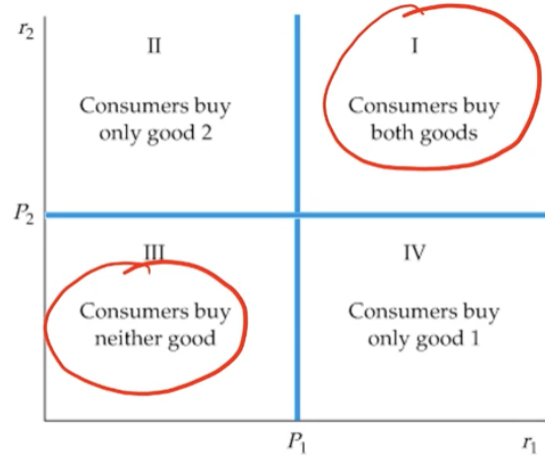 r₂
II
I
Consumers buy
only good 2
Consumers buy
both goods
P₂
III
IV
Consumers buy
neither good
Consumers buy
only good 1
P₁
r₁